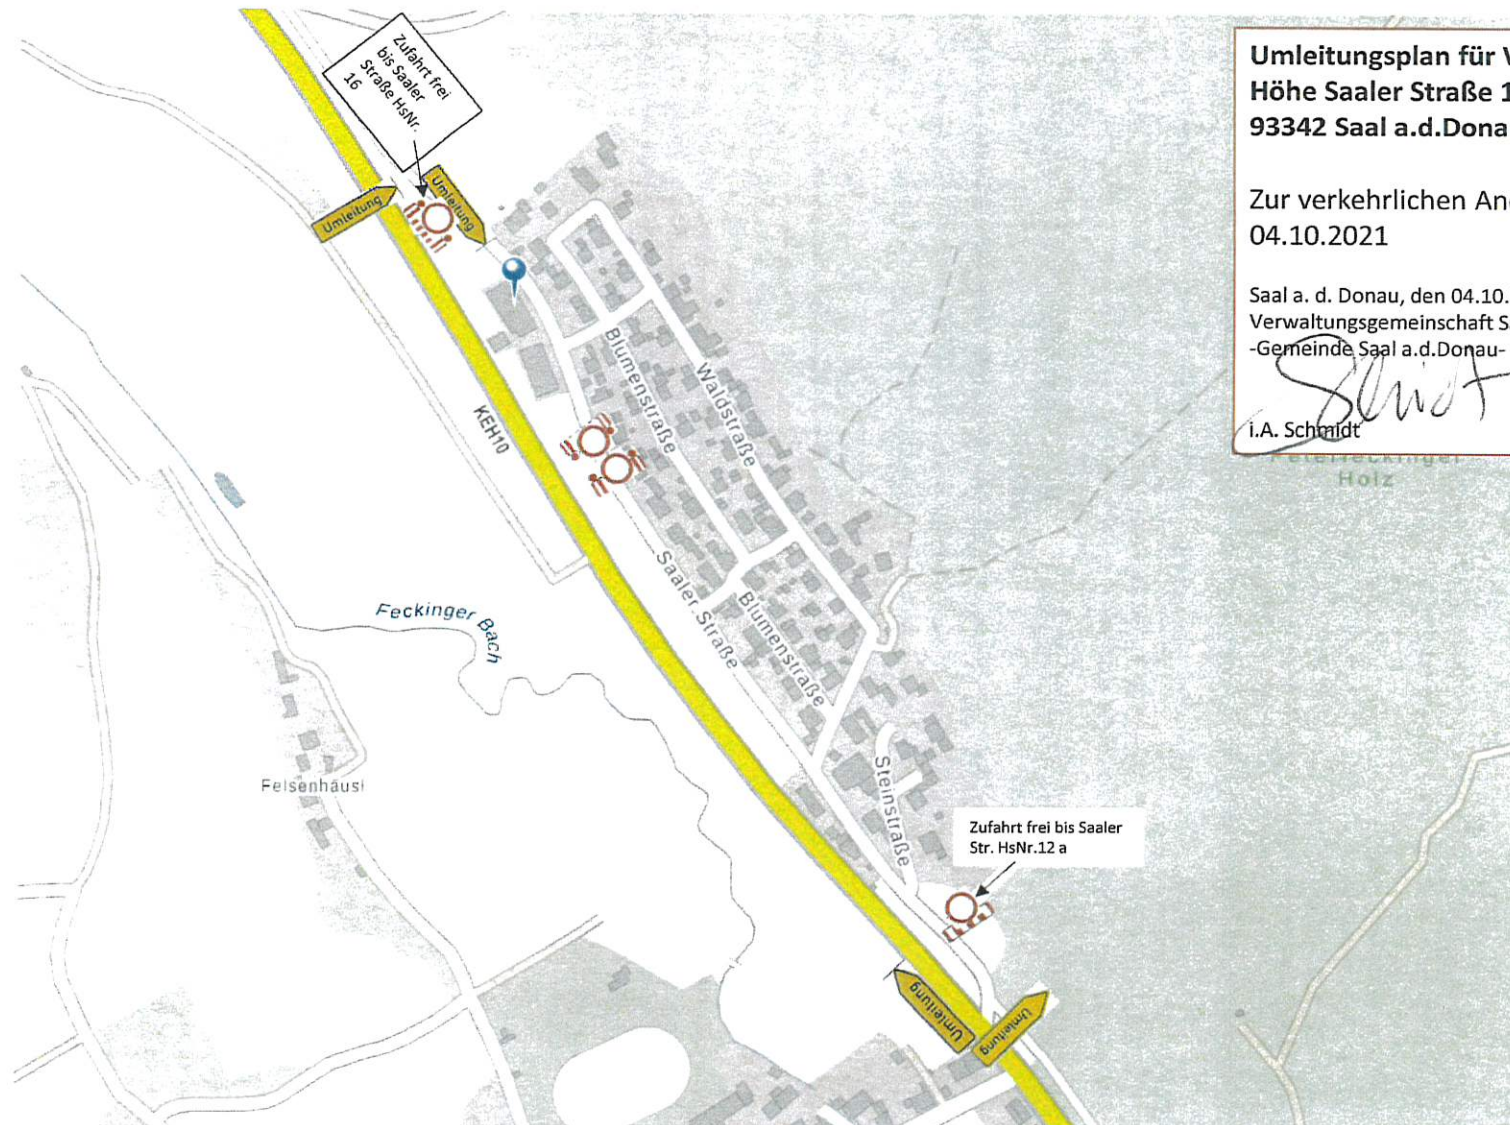 Zufahrt frei
bis Saaler
Straße HsNr.
16
Umleitung
Umleitung
Umleitungsplan für
Höhe Saaler Straße 1
93342 Saal a.d.Dona
Zur verkehrlichen An
04.10.2021
Saal a. d. Donau, den 04.10.
Verwaltungsgemeinschaft S
-Gemeinde Saal a.d.Donau-
i.A. Schmidt
Holz
Blumenstraße
Waldstraße
KEH10
Saaler Straße
Blumenstraße
Feckinger Bach
Felsenhäusl
Steinstraße
Zufahrt frei bis Saaler
Str. HsNr.12 a
Umleitung
Umleitung